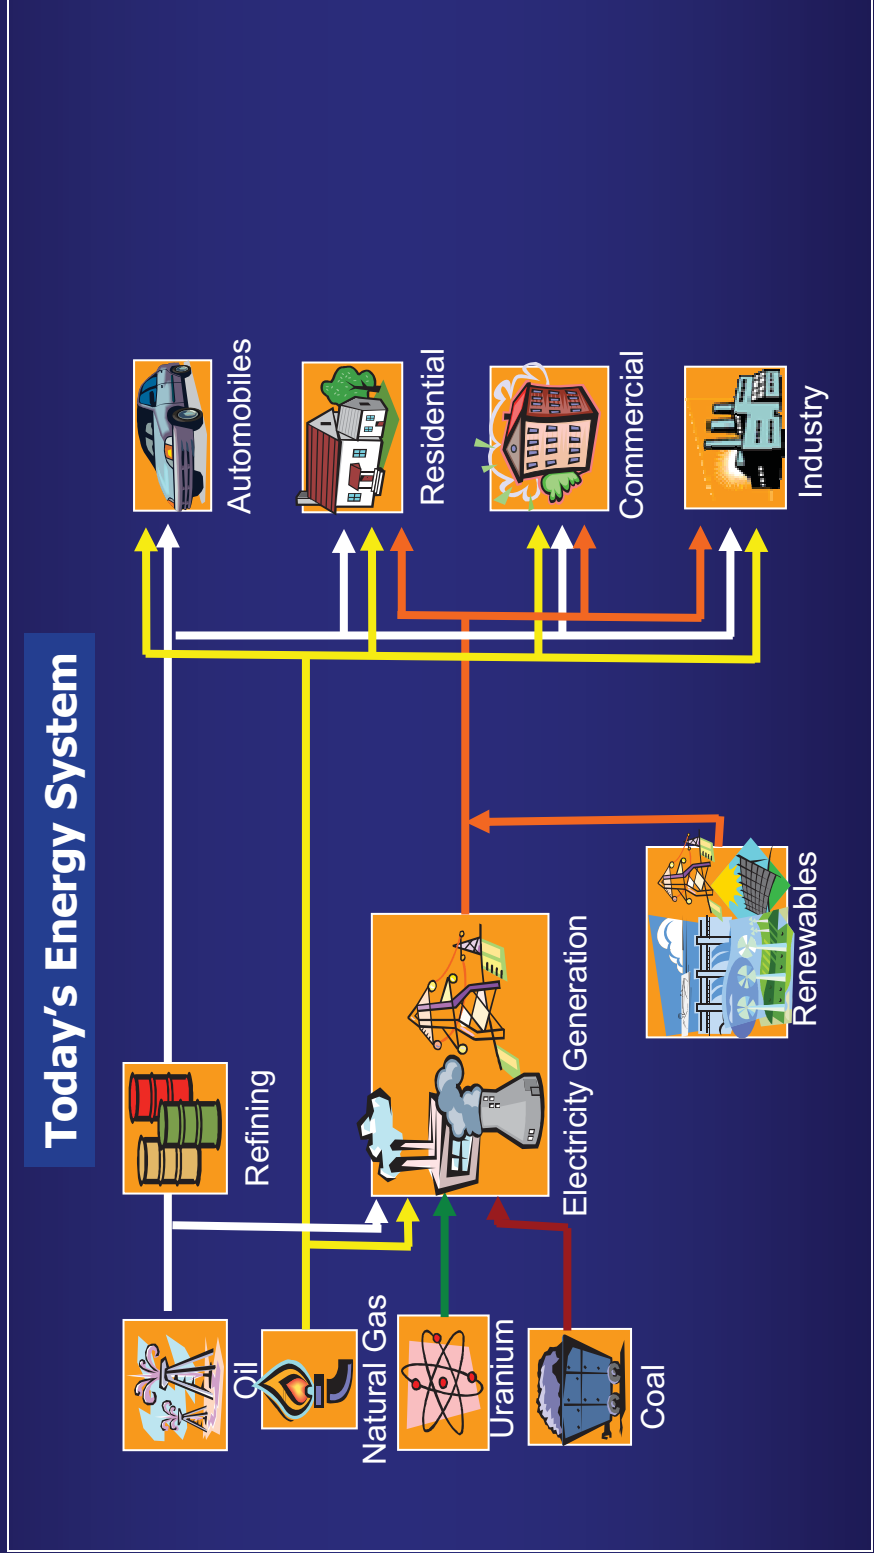 Today’s Energy System
Oil
Refining
Automobiles
Natural Gas
Residential
Uranium
Electricity Generation
Commercial
Coal
Renewables
Industry